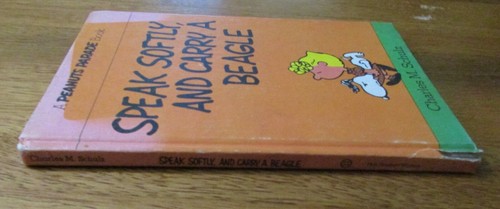 A PEANUTS PARADE Book
SPEAK SOFTLY,
AND CARRY A
BEAGLE
Charles M. Schulz
Charles M. Schulz SPEAK SOFTLY, AND CARRY A BEAGLE